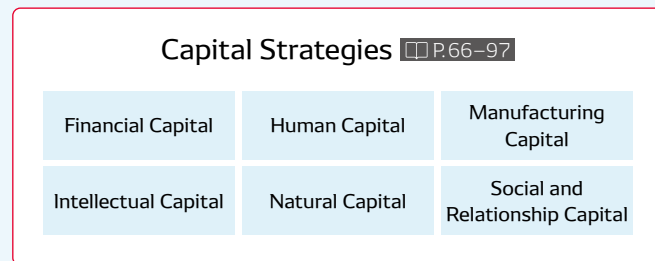 Capital Strategies P.66–97
Financial Capital
Human Capital
Manufacturing
Capital
Intellectual Capital
Natural Capital
Social and
Relationship Capital